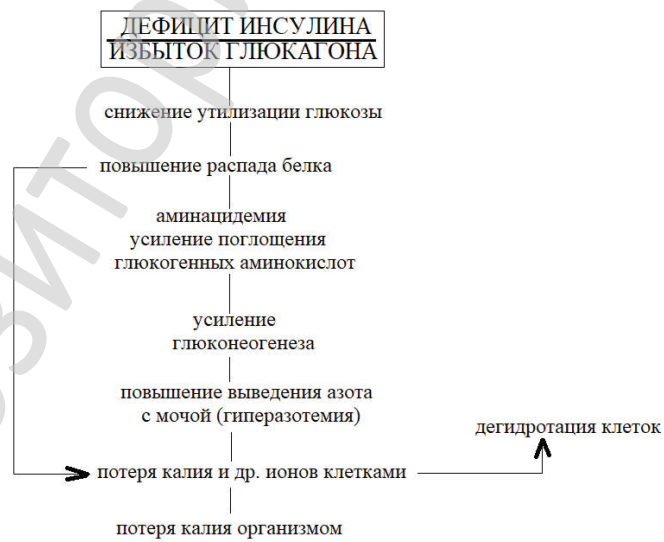 ДЕФИЦИТ ИНСУЛИНА
ИЗБЫТОК ГЛЮКАГОНА
снижение утилизации глюкозы
повышение распада белка
аминацидемия
усиление поглощения
глюкогенных аминокислот
усиление
глюконеогенеза
повышение выведения азота
с мочой (гиперазотемия)
дегидротация клеток
потеря калия и др. ионов клетками
потеря калия организмом